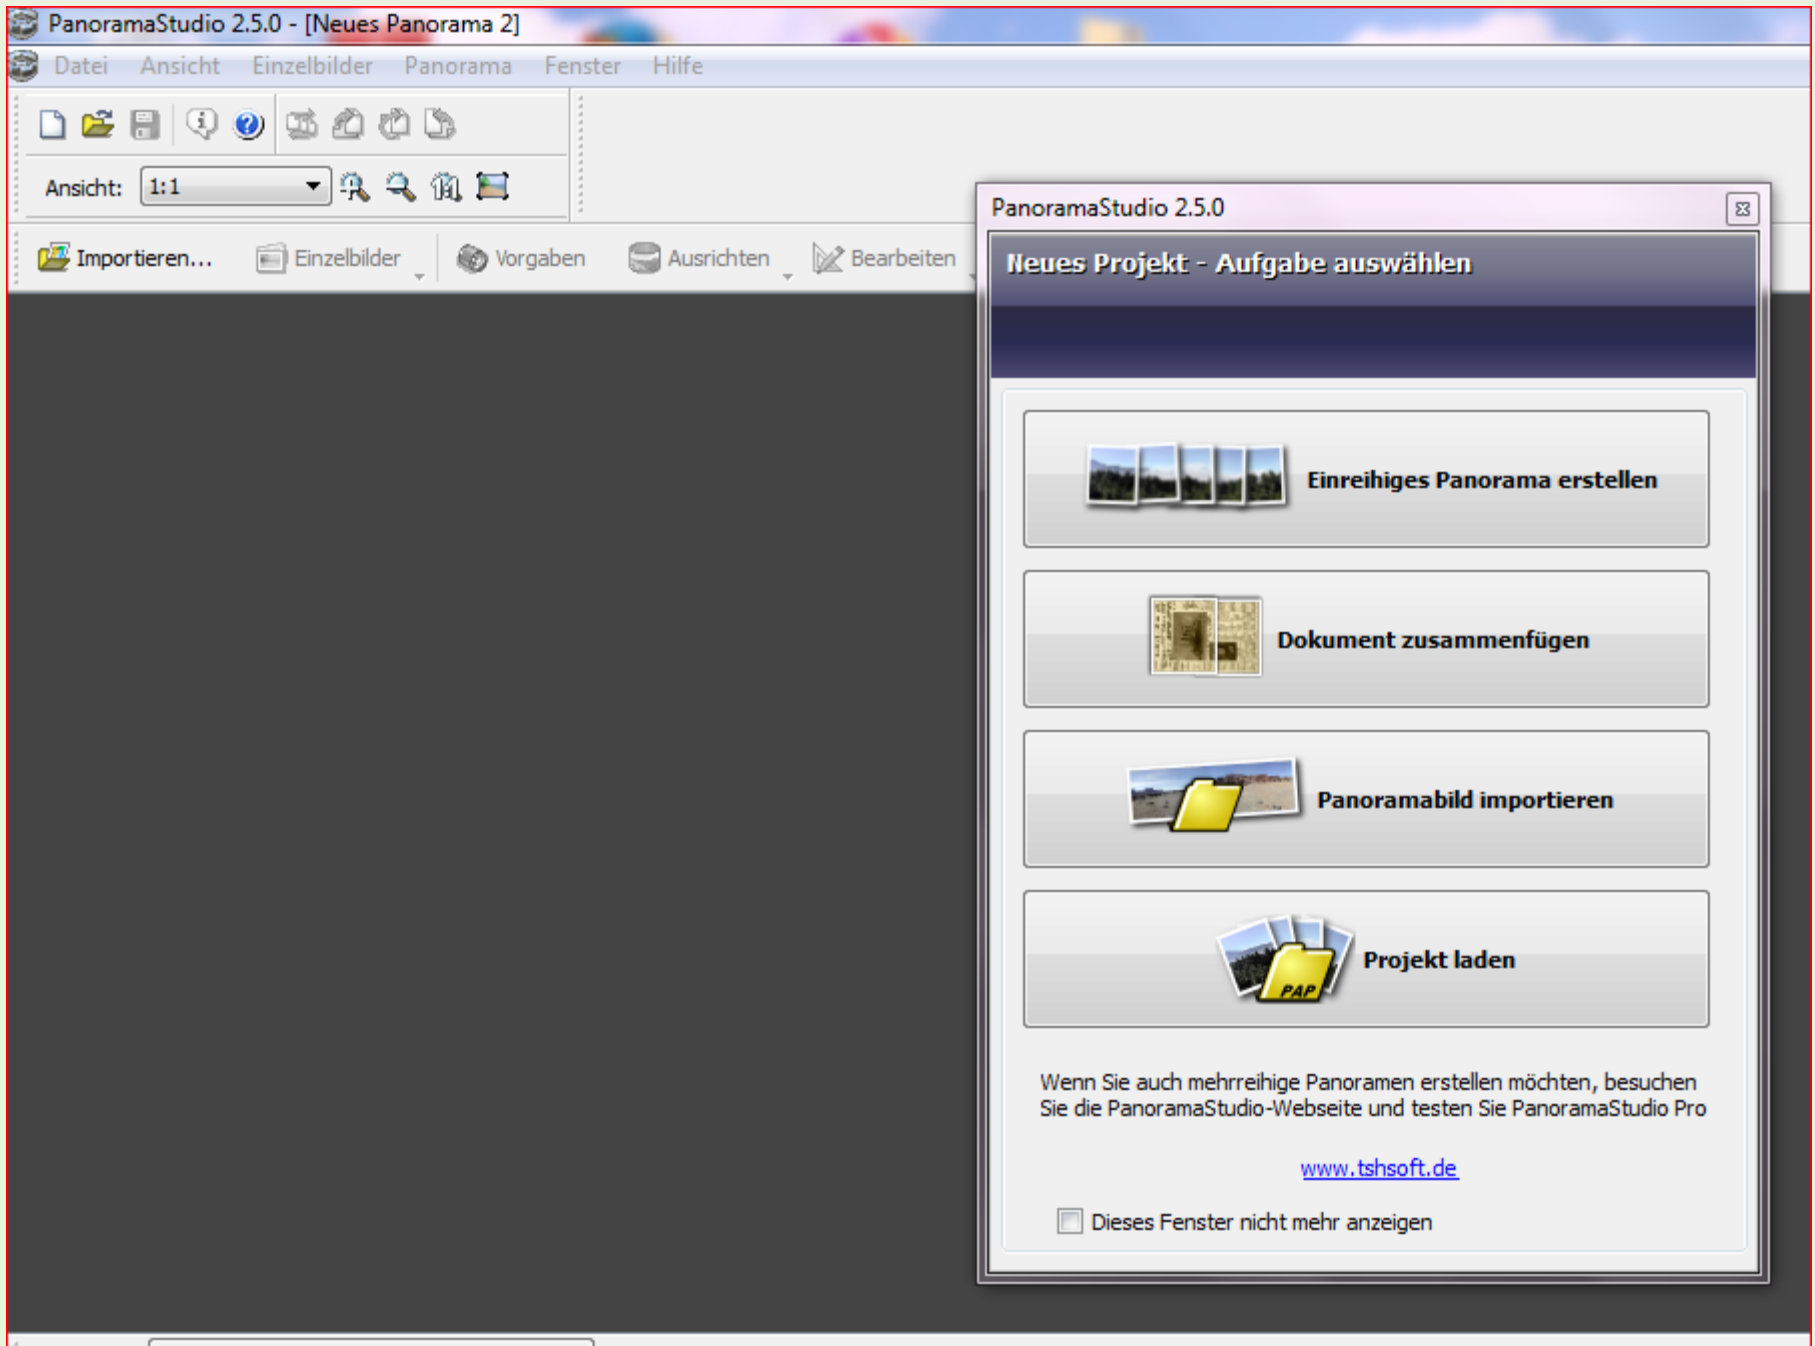 PanoramaStudio 2.5.0 - [Neues Panorama 2]
Datei Ansicht Einzelbilder Panorama Fenster Hilfe
Ansicht: 1:1
Importieren... Einzelbilder Vorgaben Ausrichten Bearbeiten
PanoramaStudio 2.5.0
Neues Projekt - Aufgabe auswählen
Einreihiges Panorama erstellen
Dokument zusammenfügen
Panoramabild importieren
PAP
Projekt laden
Wenn Sie auch mehrreihige Panoramen erstellen möchten, besuchen
Sie die PanoramaStudio-Webseite und testen Sie PanoramaStudio Pro
www.tshsoft.de
Dieses Fenster nicht mehr anzeigen